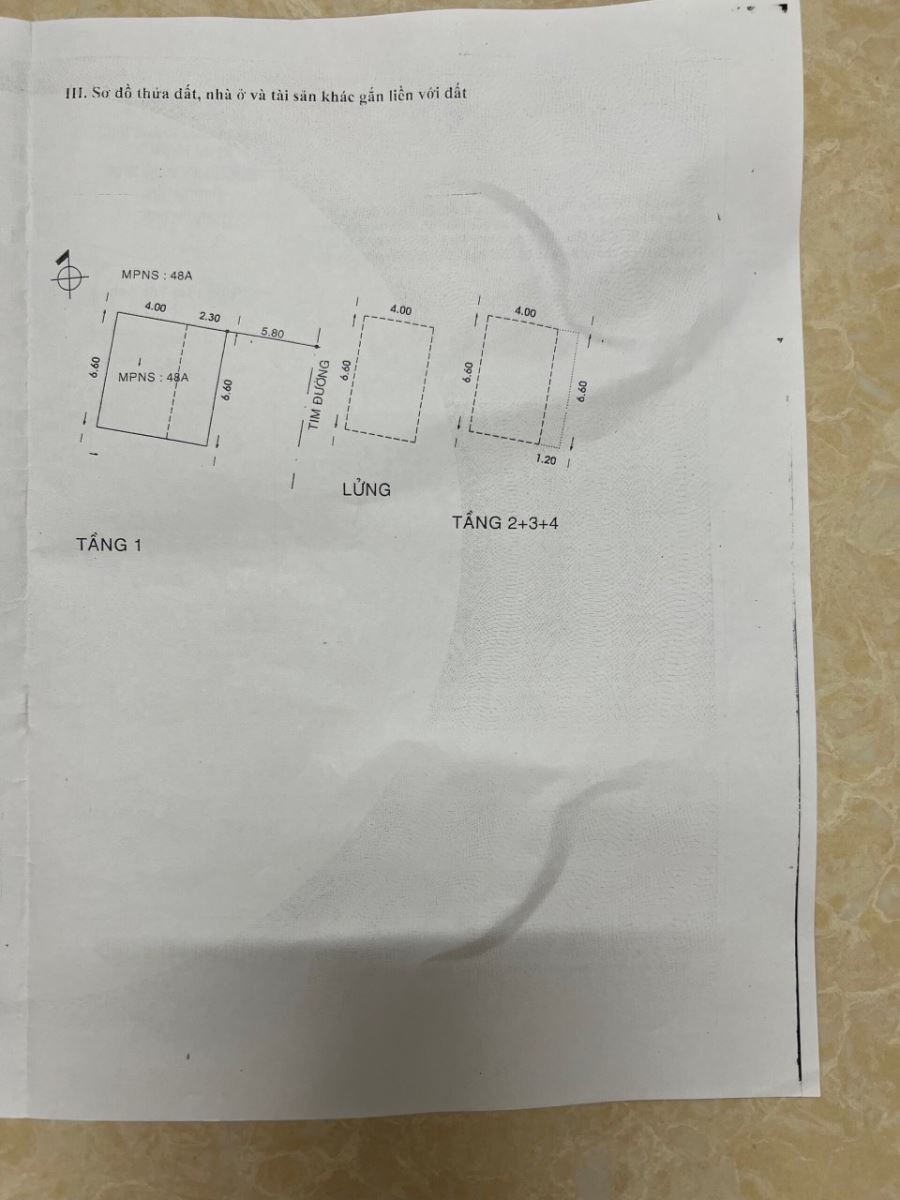 III. Sơ đồ thửa đất, nhà ở và tài sản khác gắn liền với đất
MPNS : 48A
4.00
2.30
5.80
6.60
MPNS : 48A
6.60
TIM ĐƯỜNG
TẦNG 1
4.00
6.60
LỬNG
4.00
6.60
6.60
1.20
TẦNG 2+3+4